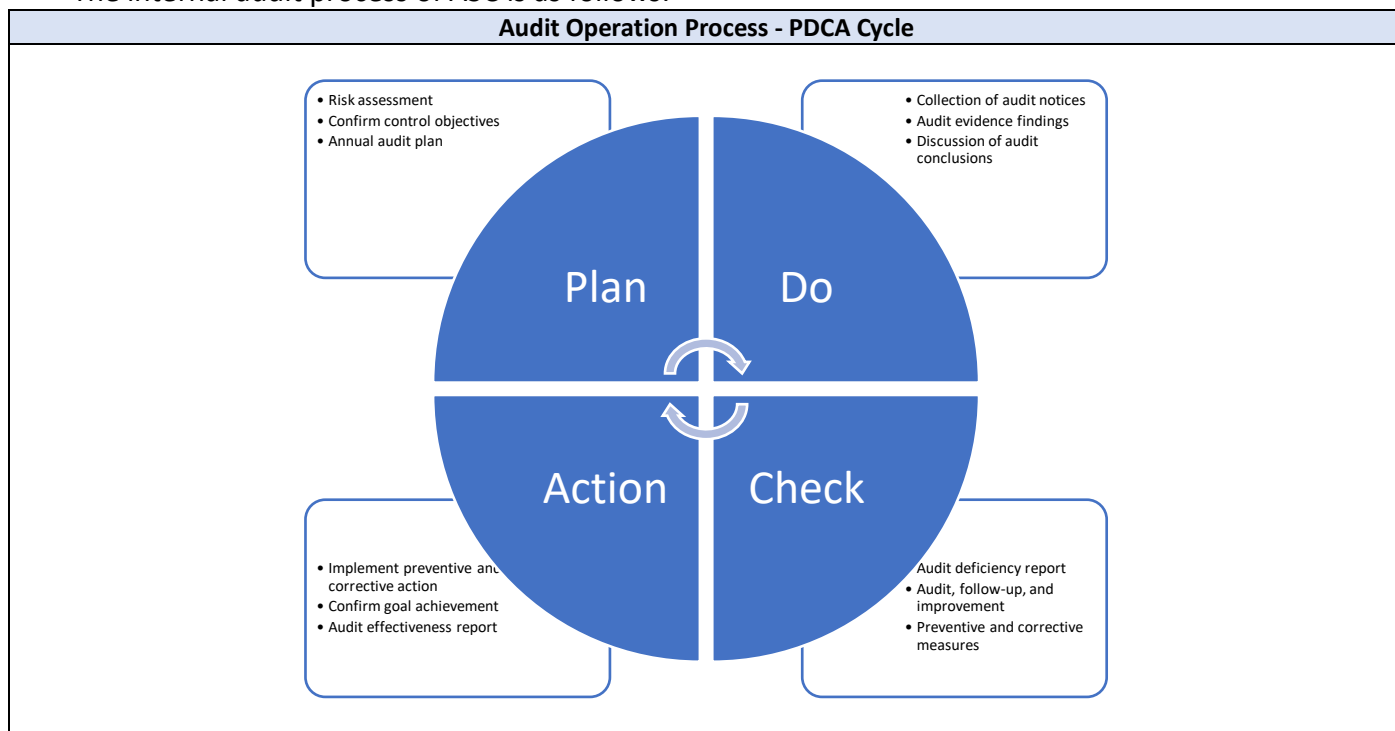 Audit Operation Process - PDCA Cycle
• Risk assessment
• Confirm control objectives
• Annual audit plan
• Collection of audit notices
• Audit evidence findings
• Discussion of audit
conclusions
Plan
Do
Action
Check
• Implement preventive and
corrective action
• Confirm goal achievement
• Audit effectiveness report
Audit deficiency report
• Audit, follow-up, and
improvement
• Preventive and corrective
measures